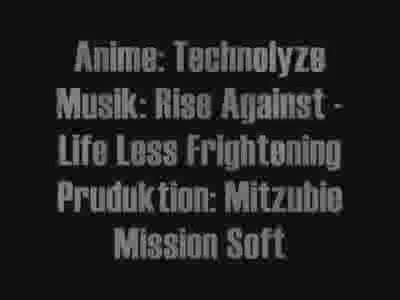 Anime: Technolyze
Musik: Rise Against -
Life Less Frightening
Pruduktion: Mitzubie
Mission Soft